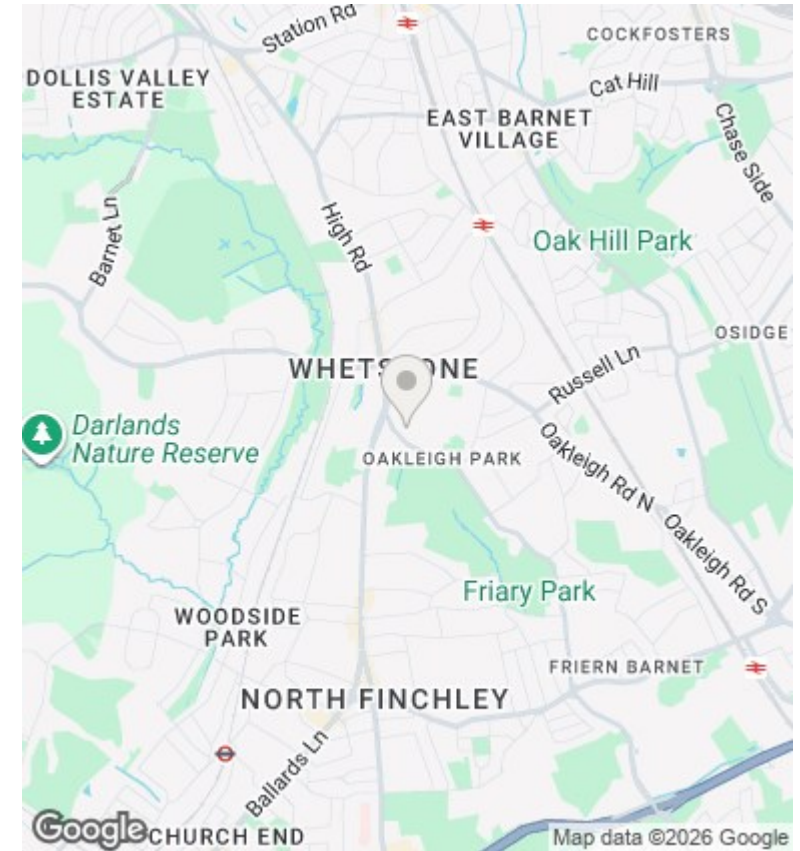 Station Rd
COCKFOSTERS
DOLLIS VALLEY
ESTATE
Cat Hill
EAST BARNET
VILLAGE
Chase Side
Barnet Ln
High Rd
Oak Hill Park
OSIDGE
WHETSTONE
Russell Ln
Darlands
Nature Reserve
OAKLEIGH PARK
Oakleigh Rd N
Oakleigh Rd S
Friary Park
WOODSIDE
PARK
FRIERN BARNET
NORTH FINCHLEY
Ballards Ln
Google
CHURCH END
Map data ©2026 Google